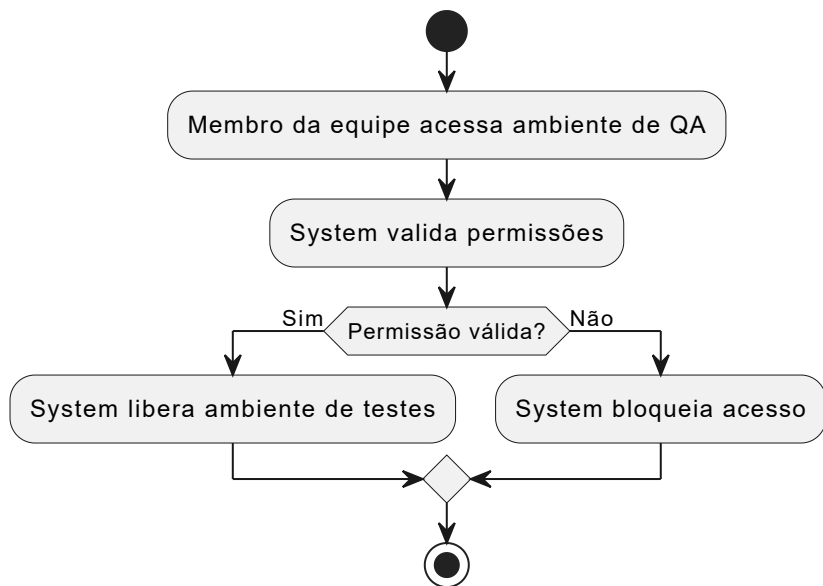 Membro da equipe acessa ambiente de QA
System valida permissões
Sim
Permissão válida?
Não
System libera ambiente de testes
System bloqueia acesso